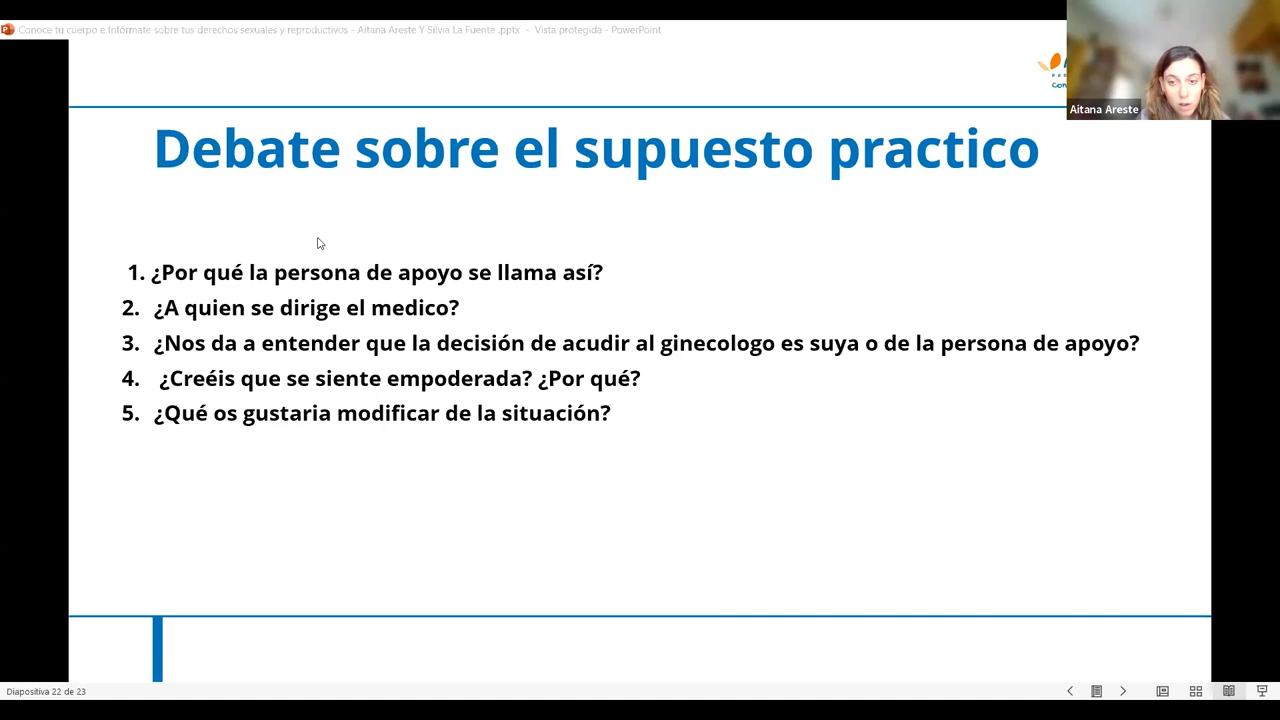 Conoce tu cuerpo e Infórmate sobre tus derechos sexuales y reproductivos - Aitana Areste Y Silvia La Fuente .pptx - Vista protegida - PowerPoint
Aitana Areste
Debate sobre el supuesto practico
1. ¿Por qué la persona de apoyo se llama así?
2. ¿A quien se dirige el medico?
3. ¿Nos da a entender que la decisión de acudir al ginecologo es suya o de la persona de apoyo?
4. ¿Creéis que se siente empoderada? ¿Por qué?
5. ¿Qué os gustaria modificar de la situación?
Diapositiva 22 de 23